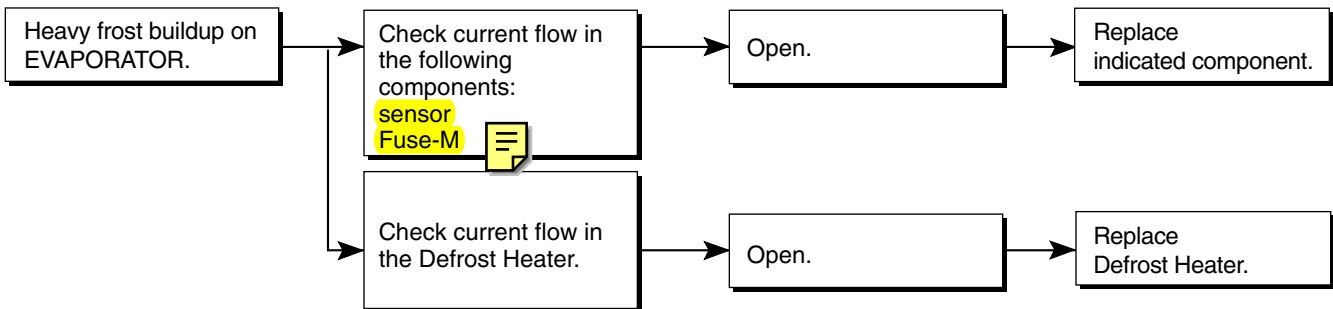 Heavy frost buildup on
EVAPORATOR.
Check current flow in
the following
components:
sensor
Fuse-M
Open.
Replace
indicated component.
Check current flow in
the Defrost Heater.
Open.
Replace
Defrost Heater.